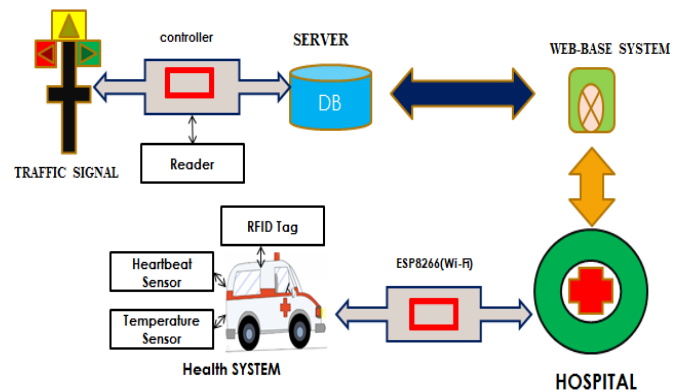 controller
SERVER
WEB-BASE SYSTEM
DB
TRAFFIC SIGNAL
Reader
RFID Tag
Heartbeat
Sensor
ESP8266(Wi-Fi)
Temperature
Sensor
Health SYSTEM
HOSPITAL